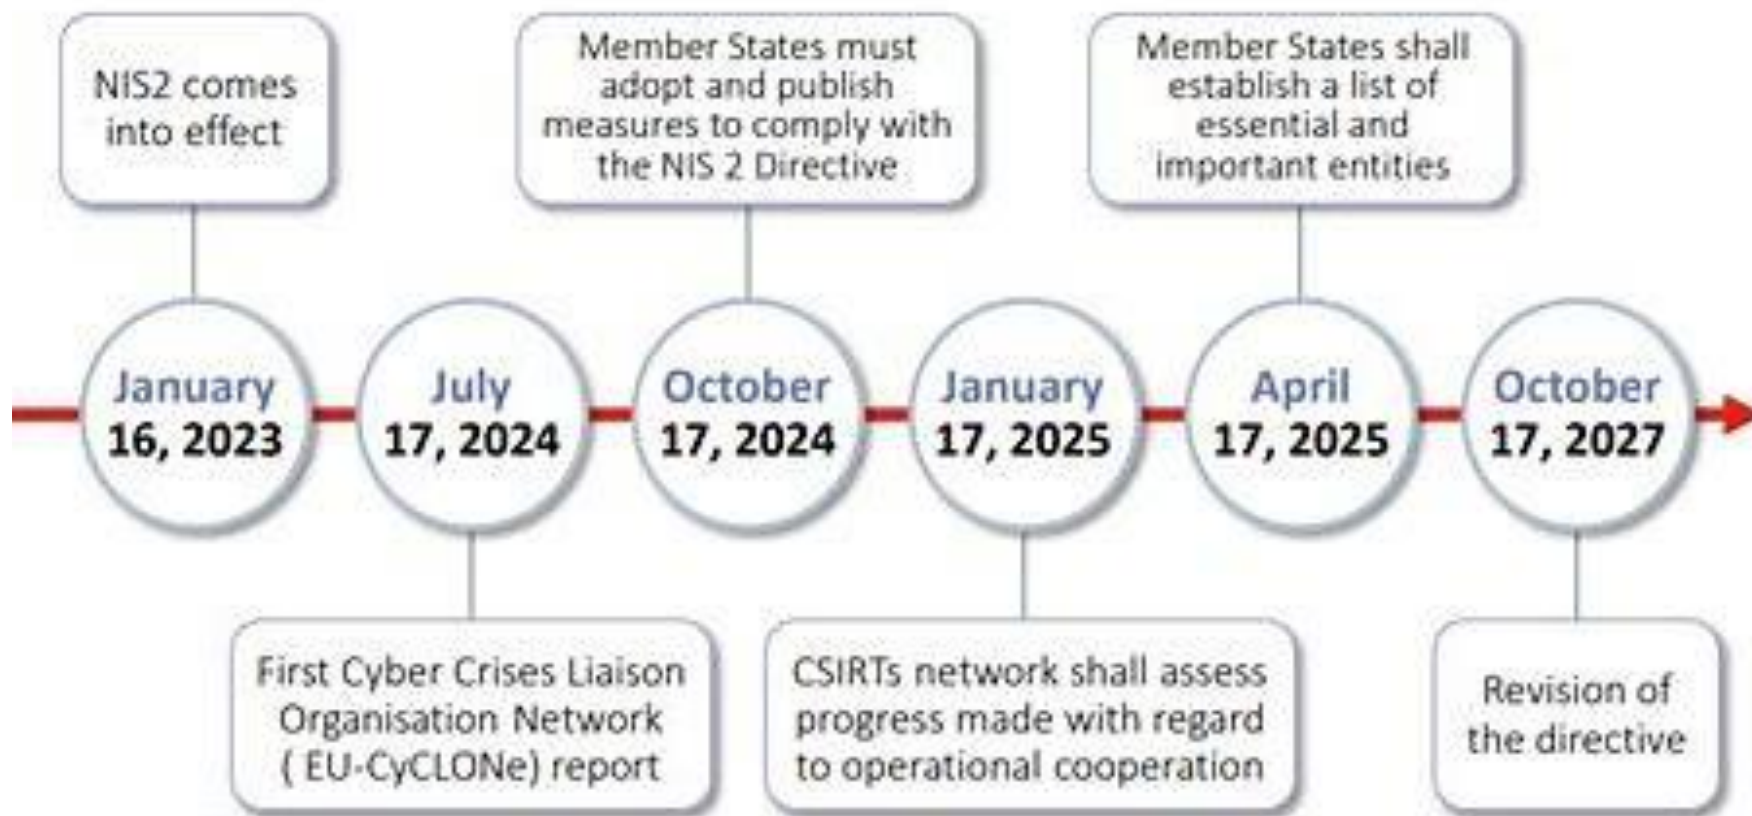 NIS2 comes
into effect
Member States must
adopt and publish
measures to comply with
the NIS 2 Directive
Member States shall
establish a list of
essential and
important entities
January
16, 2023
July
17, 2024
October
17, 2024
January
17, 2025
April
17, 2025
October
17, 2027
First Cyber Crises Liaison
Organisation Network
( EU-CyCLONe) report
CSIRTs network shall assess
progress made with regard
to operational cooperation
Revision of
the directive